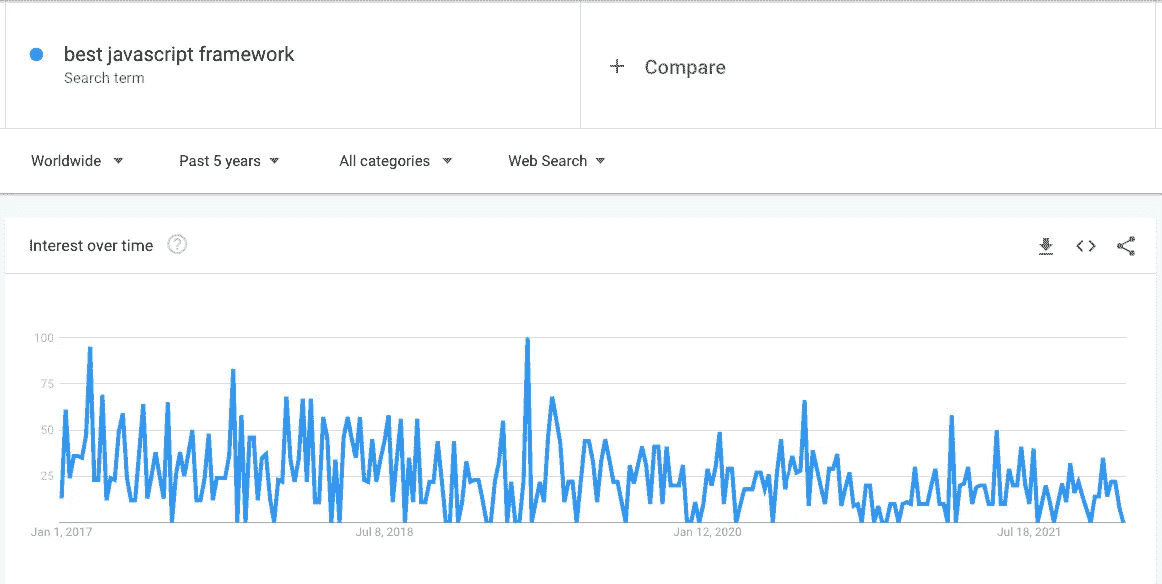 best javascript framework
Search term
+ Compare
Worldwide
Past 5 years
All categories
Web Search
Interest over time ?
100
75
50
25
Jan 1, 2017
Jul 8, 2018
Jan 12, 2020
Jul 18, 2021